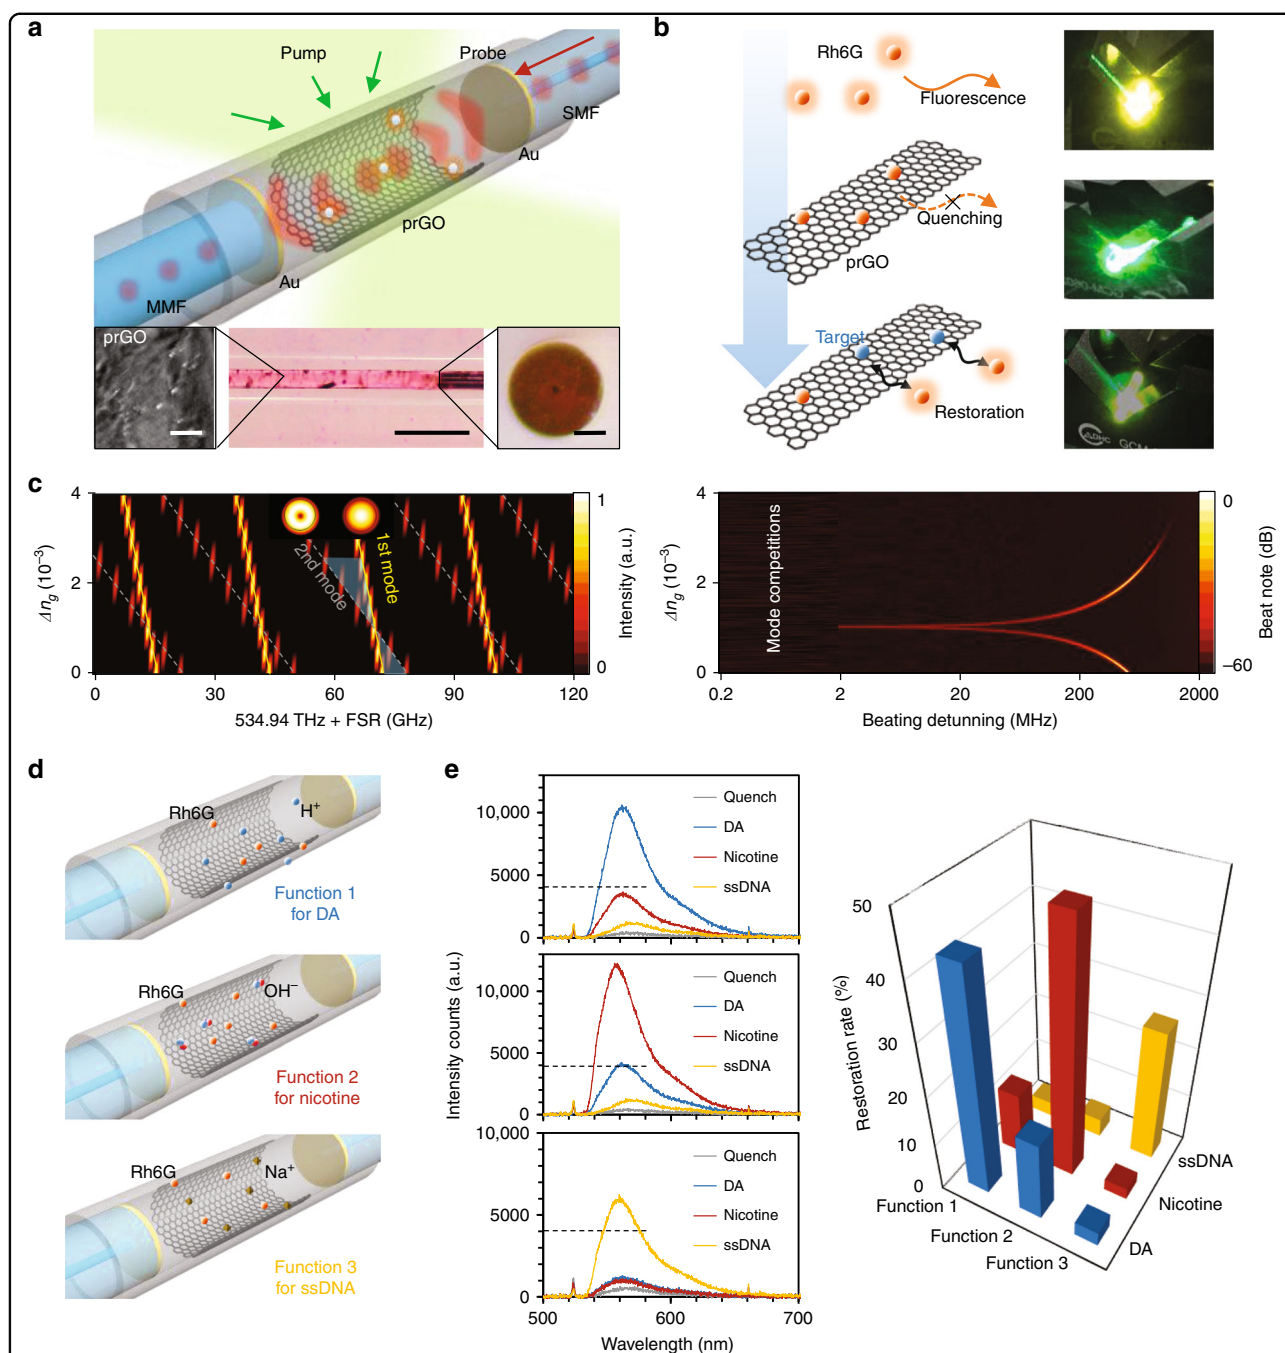 a
Pump
Probe
SMF
Au
prGO
Au
MMF
prGO
b
Rh6G
Fluorescence
Quenching
prGO
Target
Restoration
c
4
2
0
Δn_g (10⁻³)
2nd mode
1st mode
1
0
Intensity (a.u.)
0 30 60 90 120
534.94 THz + FSR (GHz)
4
2
0
Δn_g (10⁻³)
Mode competitions
0
–60
Beat note (dB)
0.2 2 20 200 2000
Beating detunning (MHz)
d
Rh6G
H⁺
Function 1
for DA
Rh6G
OH⁻
Function 2
for nicotine
Rh6G
Na⁺
Function 3
for ssDNA
e
Intensity counts (a.u.)
10,000
5000
0
Quench
DA
Nicotine
ssDNA
10,000
5000
0
Quench
DA
Nicotine
ssDNA
10,000
5000
0
Quench
DA
Nicotine
ssDNA
500 600 700
Wavelength (nm)
Restoration rate (%)
50
40
30
20
10
0
Function 1
Function 2
Function 3
DA
Nicotine
ssDNA